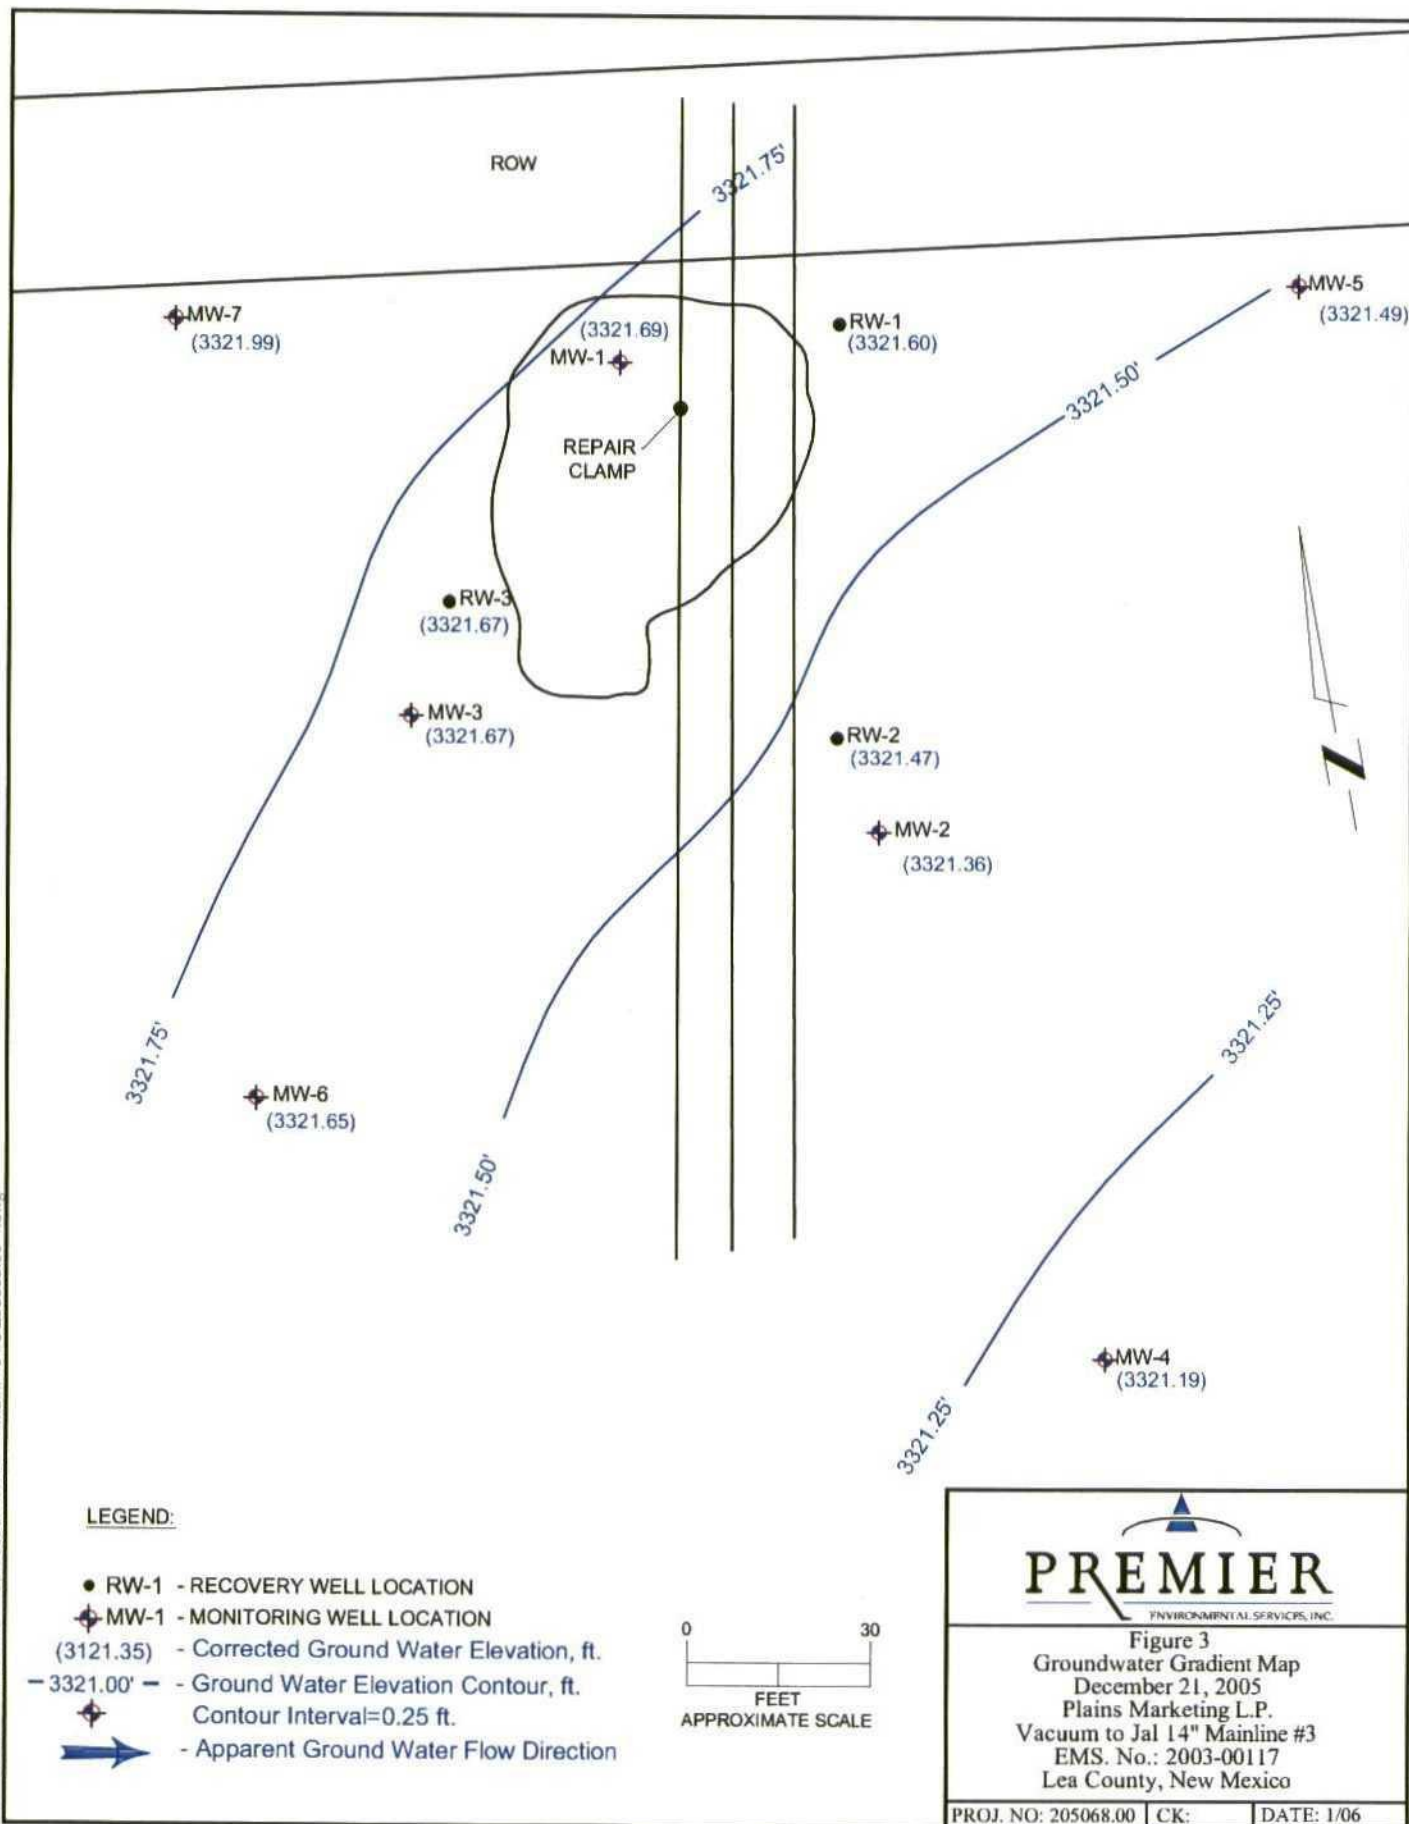 ROW
3321.75'
MW-7
(3321.99)
(3321.69)
MW-1
RW-1
(3321.60)
MW-5
(3321.49)
3321.50'
REPAIR
CLAMP
RW-3
(3321.67)
MW-3
(3321.67)
RW-2
(3321.47)
MW-2
(3321.36)
N
3321.75'
MW-6
(3321.65)
3321.50'
3321.25'
MW-4
(3321.19)
3321.25'
LEGEND:
RW-1 - RECOVERY WELL LOCATION
MW-1 - MONITORING WELL LOCATION
(3121.35) - Corrected Ground Water Elevation, ft.
— 3321.00' — - Ground Water Elevation Contour, ft.
Contour Interval=0.25 ft.
- Apparent Ground Water Flow Direction
0 30
FEET
APPROXIMATE SCALE
PREMIER
ENVIRONMENTAL SERVICES, INC.
Figure 3
Groundwater Gradient Map
December 21, 2005
Plains Marketing L.P.
Vacuum to Jal 14" Mainline #3
EMS. No.: 2003-00117
Lea County, New Mexico
PROJ. NO: 205068.00 CK: DATE: 1/06